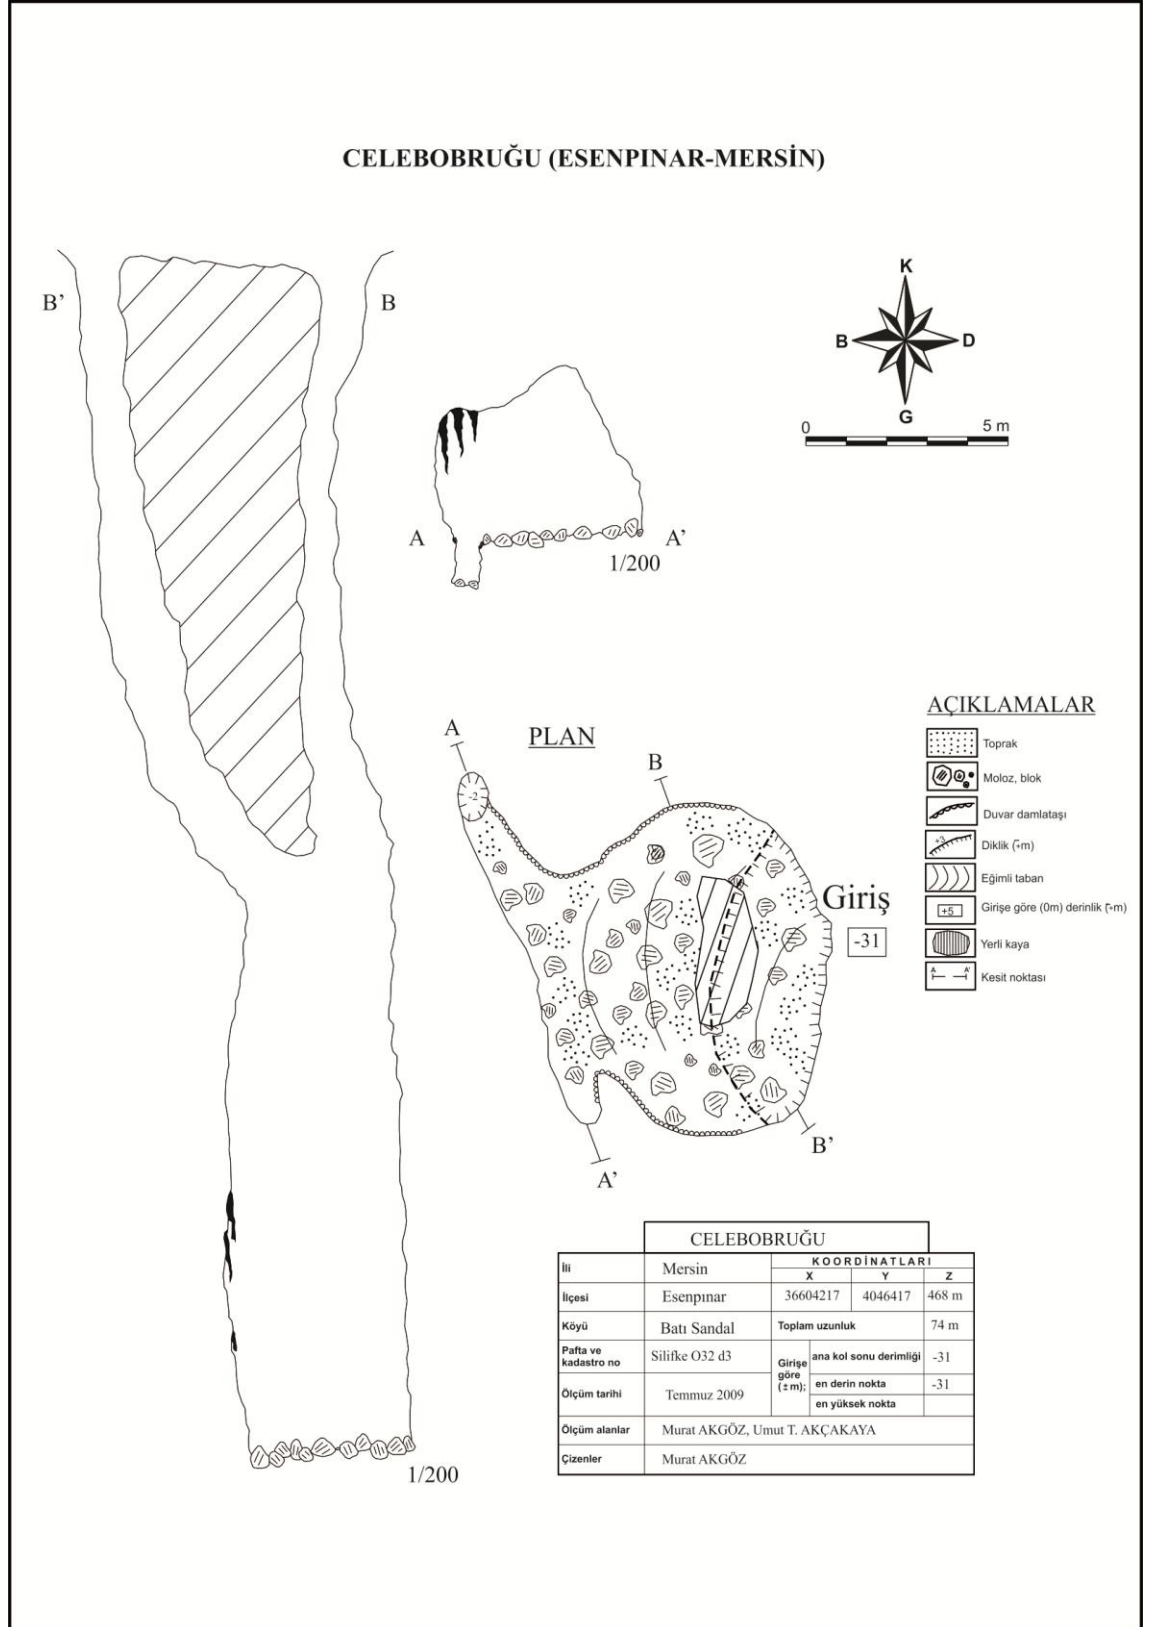 CELEBOBRUĞU (ESENPINAR-MERSİN)
B’
B
K
B
D
G
0
5 m
A
A’
1/200
AÇIKLAMALAR
Toprak
Moloz, blok
Duvar damlataşı
+3
Diklik (∓m)
Eğimli taban
+5
Girişe göre (0m) derinlik (∓m)
Yerli kaya
A A’
Kesit noktası
PLAN
A
B
-2
Giriş
-31
B’
A’
1/200
CELEBOBRUĞU
İli Mersin KOORDİNATLARI
X Y Z
İlçesi Esenpınar 36604217 4046417 468 m
Köyü Batı Sandal Toplam uzunluk 74 m
Pafta ve kadastro no Silifke O32 d3 Girişe göre (±m); ana kol sonu derimliği -31
Ölçüm tarihi Temmuz 2009 en derin nokta -31
en yüksek nokta
Ölçüm alanlar Murat AKGÖZ, Umut T. AKÇAKAYA
Çizenler Murat AKGÖZ